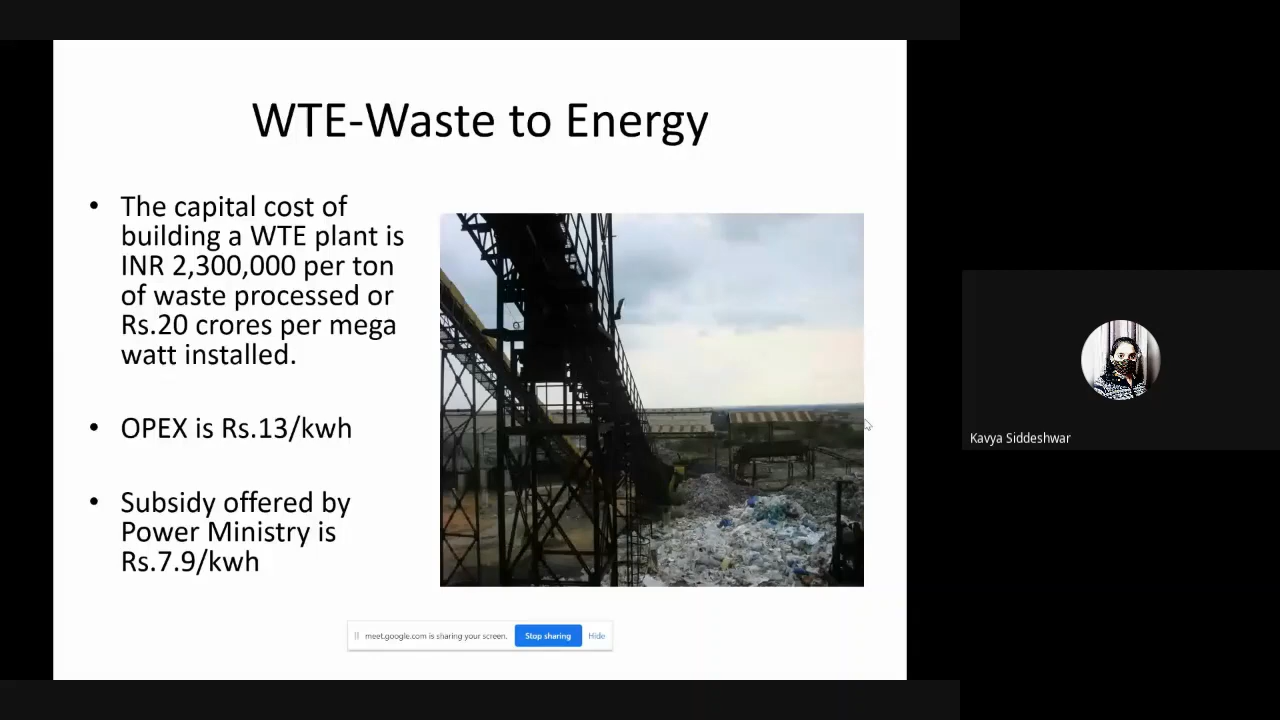 WTE-Waste to Energy
• The capital cost of
building a WTE plant is
INR 2,300,000 per ton
of waste processed or
Rs.20 crores per mega
watt installed.
• OPEX is Rs.13/kwh
• Subsidy offered by
Power Ministry is
Rs.7.9/kwh
meet.google.com is sharing your screen. Stop sharing Hide
Kavya Siddeshwar